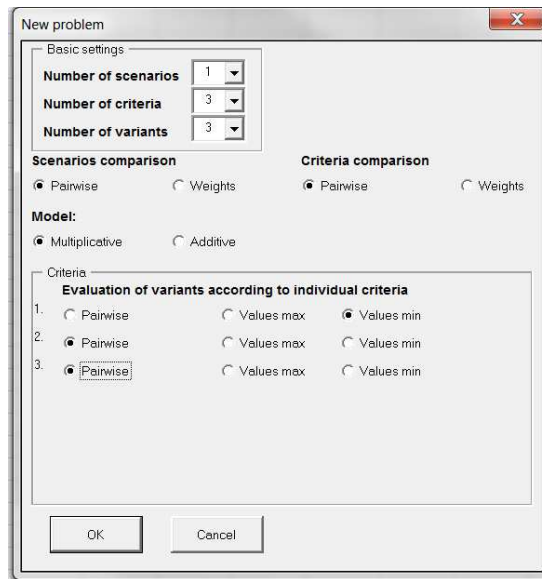 New problem
Basic settings
Number of scenarios 1
Number of criteria 3
Number of variants 3
Scenarios comparison Criteria comparison
Pairwise Weights Pairwise Weights
Model:
Multiplicative Additive
Criteria
Evaluation of variants according to individual criteria
1. Pairwise Values max Values min
2. Pairwise Values max Values min
3. Pairwise Values max Values min
OK Cancel